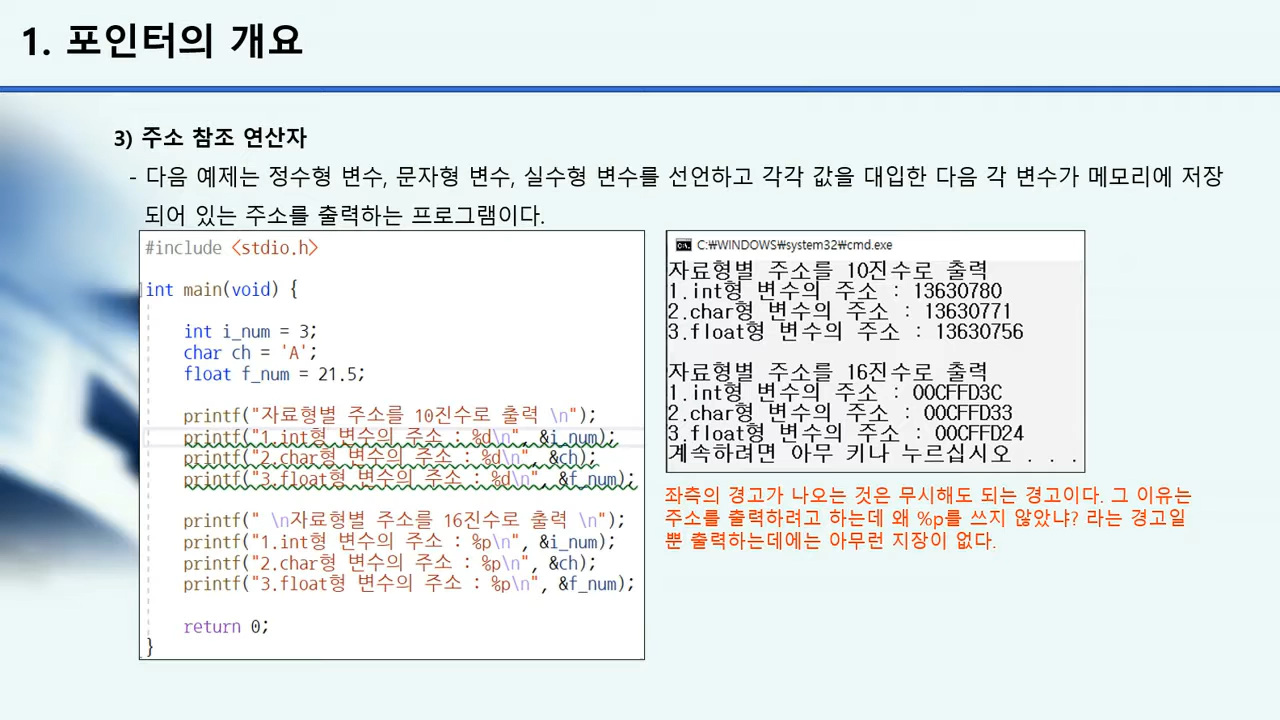 1. 포인터의 개요
3) 주소 참조 연산자
- 다음 예제는 정수형 변수, 문자형 변수, 실수형 변수를 선언하고 각각 값을 대입한 다음 각 변수가 메모리에 저장
되어 있는 주소를 출력하는 프로그램이다.
#include <stdio.h>
int main(void) {
int i_num = 3;
char ch = 'A';
float f_num = 21.5;
printf("자료형별 주소를 10진수로 출력 \n");
printf("1.int형 변수의 주소 : %d\n", &i_num);
printf("2.char형 변수의 주소 : %d\n", &ch);
printf("3.float형 변수의 주소 : %d\n", &f_num);
printf(" \n자료형별 주소를 16진수로 출력 \n");
printf("1.int형 변수의 주소 : %p\n", &i_num);
printf("2.char형 변수의 주소 : %p\n", &ch);
printf("3.float형 변수의 주소 : %p\n", &f_num);
return 0;
}
C:₩WINDOWS₩system32₩cmd.exe
자료형별 주소를 10진수로 출력
1.int형 변수의 주소 : 13630780
2.char형 변수의 주소 : 13630771
3.float형 변수의 주소 : 13630756
자료형별 주소를 16진수로 출력
1.int형 변수의 주소 : 00CFFD3C
2.char형 변수의 주소 : 00CFFD33
3.float형 변수의 주소 : 00CFFD24
계속하려면 아무 키나 누르십시오 . . .
좌측의 경고가 나오는 것은 무시해도 되는 경고이다. 그 이유는
주소를 출력하려고 하는데 왜 %p를 쓰지 않았냐? 라는 경고일
뿐 출력하는데에는 아무런 지장이 없다.